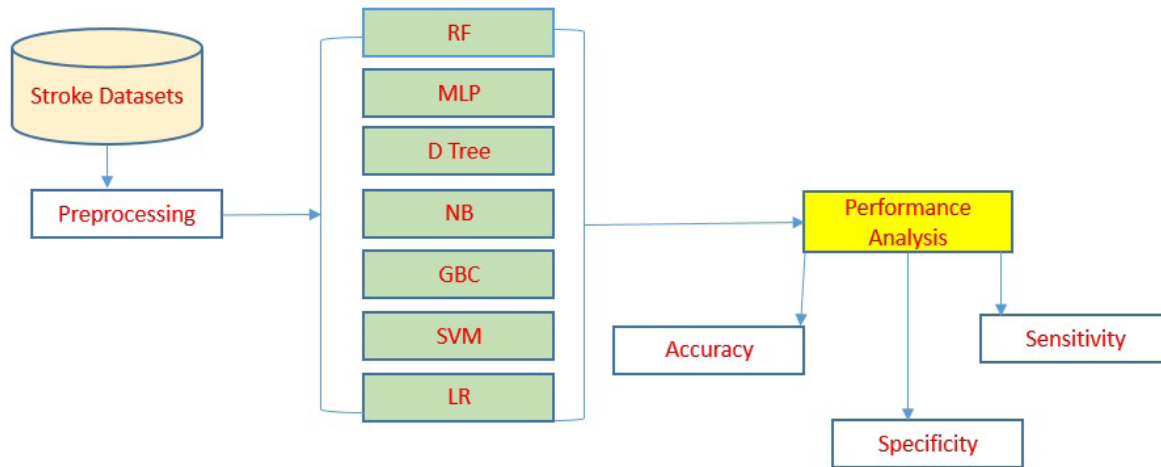 Stroke Datasets
Preprocessing
RF
MLP
D Tree
NB
GBC
SVM
LR
Performance
Analysis
Accuracy
Specificity
Sensitivity